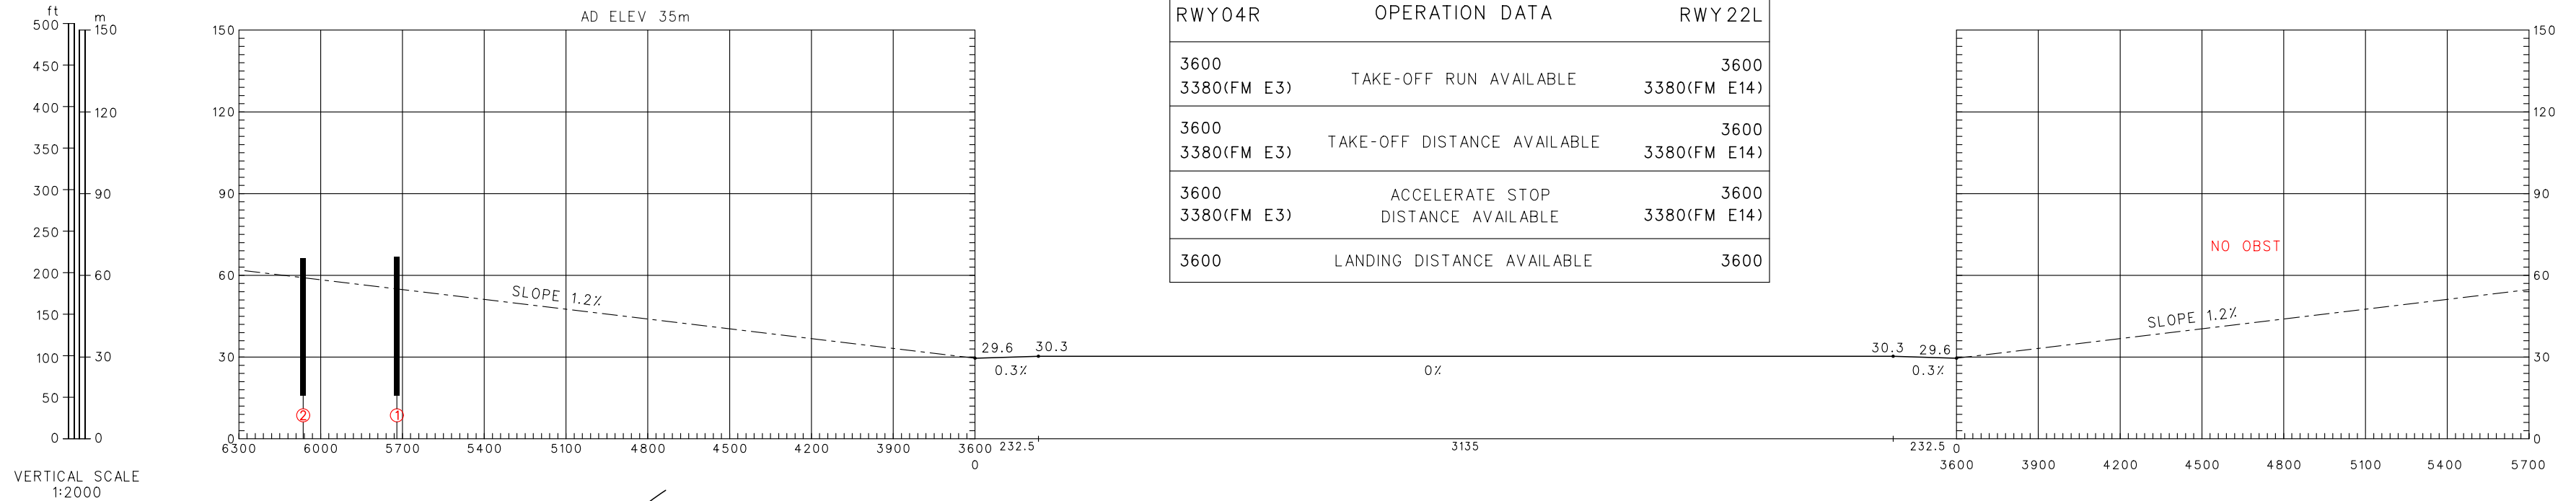 ft
m
500
450
400
350
300
250
200
150
100
50
0
150
120
90
60
30
0
VERTICAL SCALE
1:2000
AD ELEV 35m
150
120
90
60
30
0
SLOPE 1.2%
②
①
6300 6000 5700 5400 5100 4800 4500 4200 3900 3600
0
RWY04R OPERATION DATA RWY22L
3600 3600
TAKE-OFF RUN AVAILABLE
3380(FM E3) 3380(FM E14)
3600 3600
TAKE-OFF DISTANCE AVAILABLE
3380(FM E3) 3380(FM E14)
3600 ACCELERATE STOP 3600
3380(FM E3) DISTANCE AVAILABLE 3380(FM E14)
3600 LANDING DISTANCE AVAILABLE 3600
29.6 30.3 30.3 29.6
0.3% 0% 0.3%
232.5 3135 232.5
NO OBST
SLOPE 1.2%
150
120
90
60
30
0
0
3600 3900 4200 4500 4800 5100 5400 5700